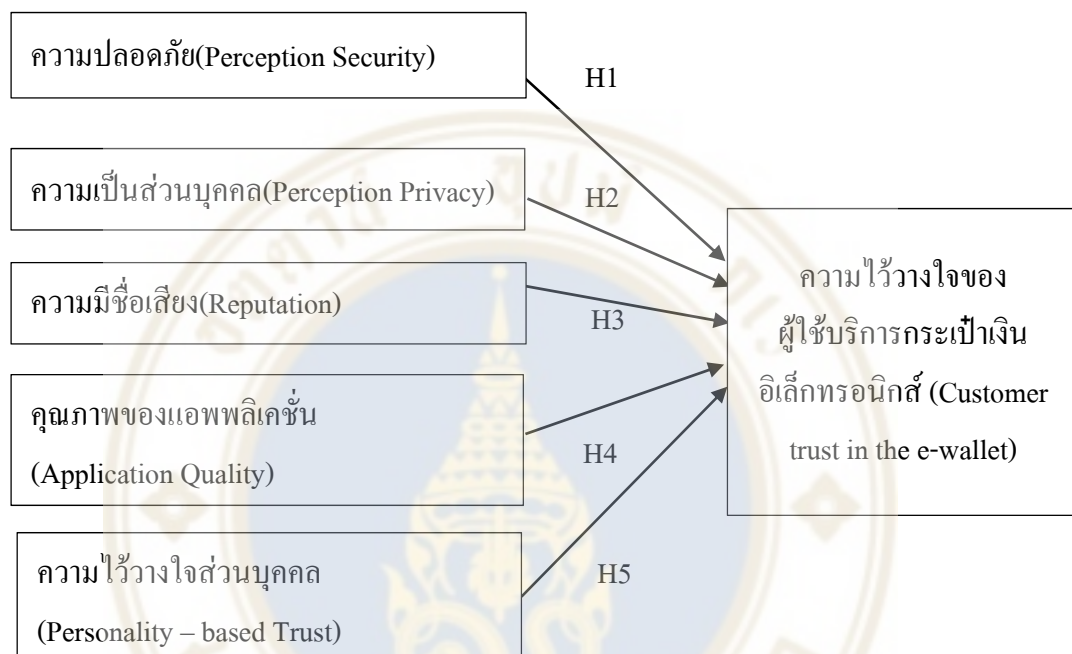 ความปลอดภัย(Perception Security)
H1
ความเป็นส่วนบุคคล(Perception Privacy)
H2
ความมีชื่อเสียง(Reputation)
H3
คุณภาพของแอพพลิเคชั่น
(Application Quality)
H4
ความไว้วางใจส่วนบุคคล
(Personality – based Trust)
H5
ความไว้วางใจของ
ผู้ใช้บริการกระเป๋าเงิน
อิเล็กทรอนิกส์ (Customer
trust in the e-wallet)